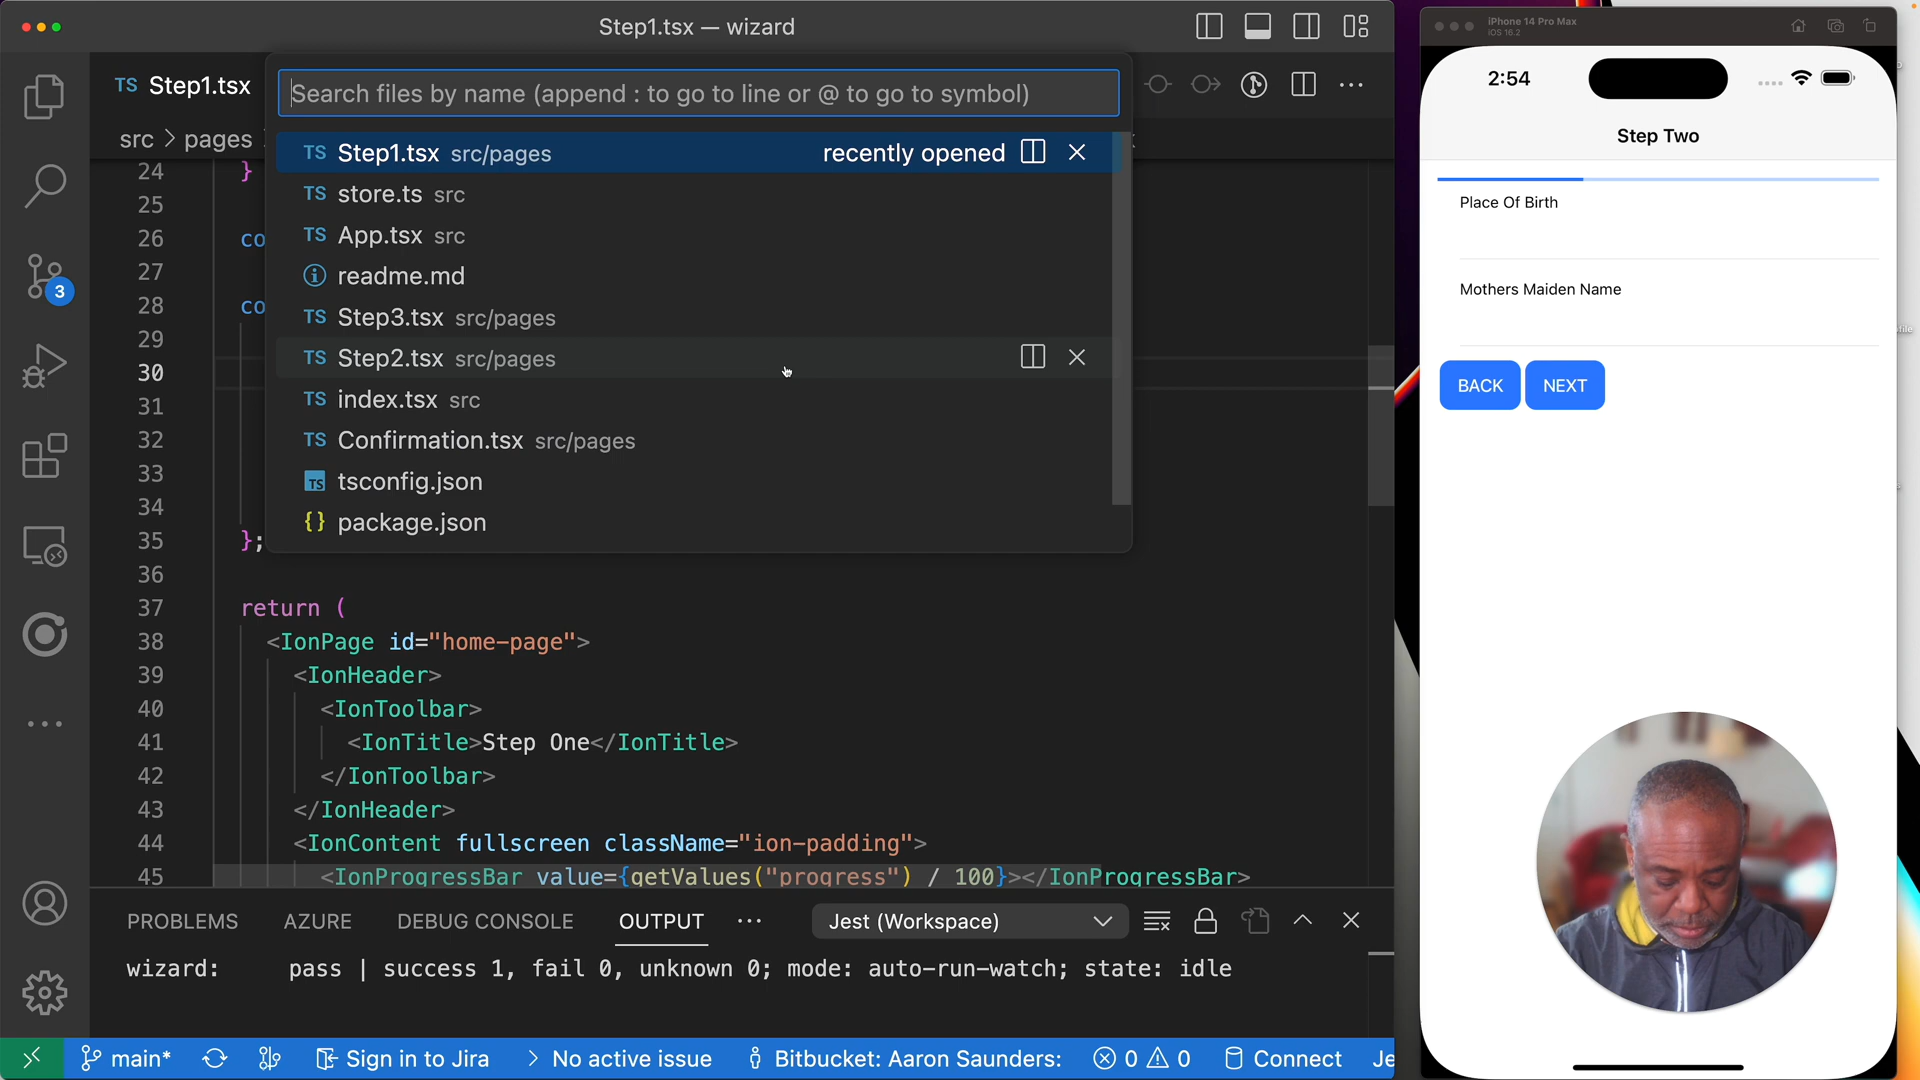 Step1.tsx — wizard
TS Step1.tsx
Search files by name (append : to go to line or @ to go to symbol)
src > pages
TS Step1.tsx src/pages recently opened
TS store.ts src
TS App.tsx src
readme.md
TS Step3.tsx src/pages
TS Step2.tsx src/pages
TS index.tsx src
TS Confirmation.tsx src/pages
TS tsconfig.json
{} package.json
24 }
25
26 co
27
28 co
29
30
31
32
33
34
35 };
36
37 return (
38 <IonPage id="home-page">
39 <IonHeader>
40 <IonToolbar>
41 <IonTitle>Step One</IonTitle>
42 </IonToolbar>
43 </IonHeader>
44 <IonContent fullscreen className="ion-padding">
45 <IonProgressBar value={getValues("progress") / 100}></IonProgressBar>
3
PROBLEMS AZURE DEBUG CONSOLE OUTPUT ··· Jest (Workspace)
wizard: pass | success 1, fail 0, unknown 0; mode: auto-run-watch; state: idle
main* Sign in to Jira > No active issue Bitbucket: Aaron Saunders: 0 0 Connect Je
iPhone 14 Pro Max
iOS 16.2
2:54
Step Two
Place Of Birth
Mothers Maiden Name
BACK NEXT